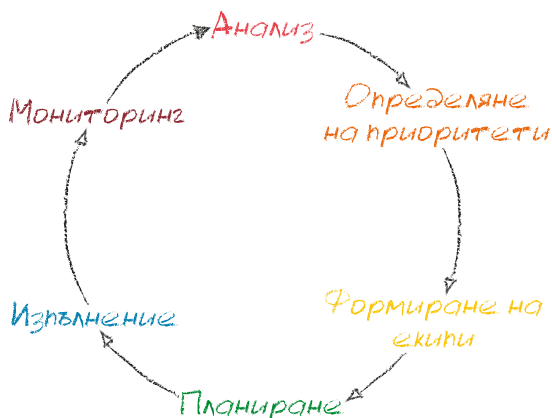 Анализ
Определяне
на приоритети
Формиране на
екипи
Планиране
Изпълнение
Мониторинг